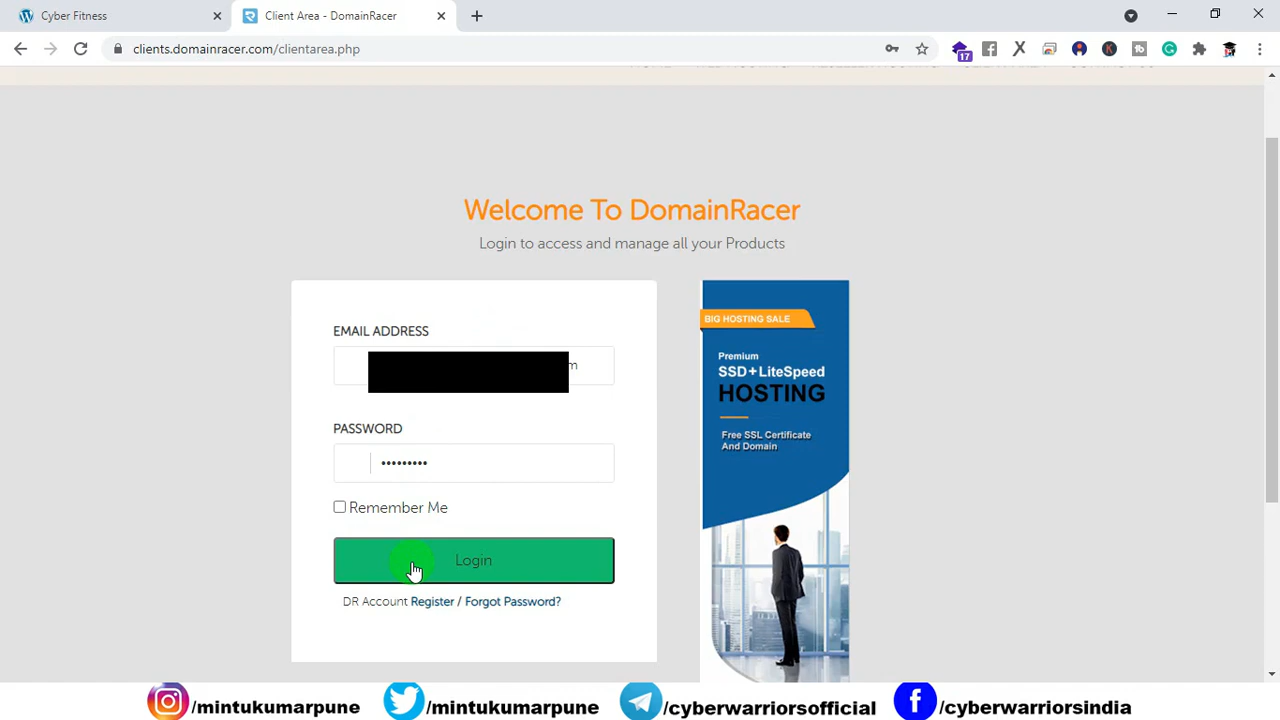 Cyber Fitness
Client Area - DomainRacer
clients.domainracer.com/clientarea.php
17
Welcome To DomainRacer
Login to access and manage all your Products
EMAIL ADDRESS
m
PASSWORD
•••••••••
Remember Me
Login
DR Account Register / Forgot Password?
BIG HOSTING SALE
Premium
SSD+LiteSpeed
HOSTING
Free SSL Certificate
And Domain
/mintukumarpune
/mintukumarpune
/cyberwarriorsofficial
/cyberwarriorsindia